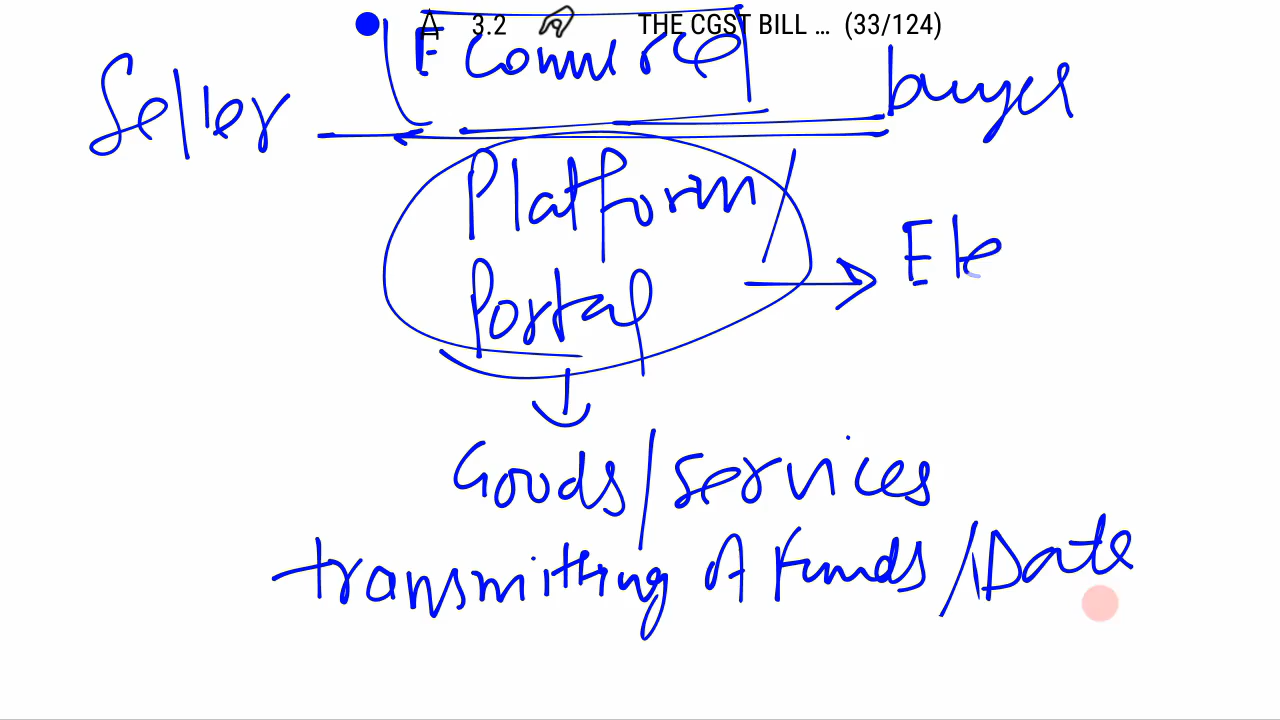 3.2 THE CGST BILL ... (33/124)
E Commerce
Seller
buyer
Platform /
Portal
Ele
Goods/services
transmitting of Funds/Data